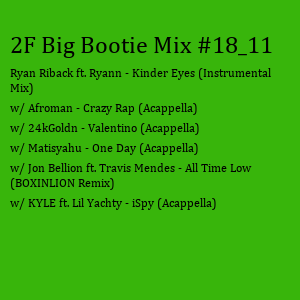 2F Big Bootie Mix #18_11
Ryan Riback ft. Ryann - Kinder Eyes (Instrumental
Mix)
w/ Afroman - Crazy Rap (Acappella)
w/ 24kGoldn - Valentino (Acappella)
w/ Matisyahu - One Day (Acappella)
w/ Jon Bellion ft. Travis Mendes - All Time Low
(BOXINLION Remix)
w/ KYLE ft. Lil Yachty - iSpy (Acappella)